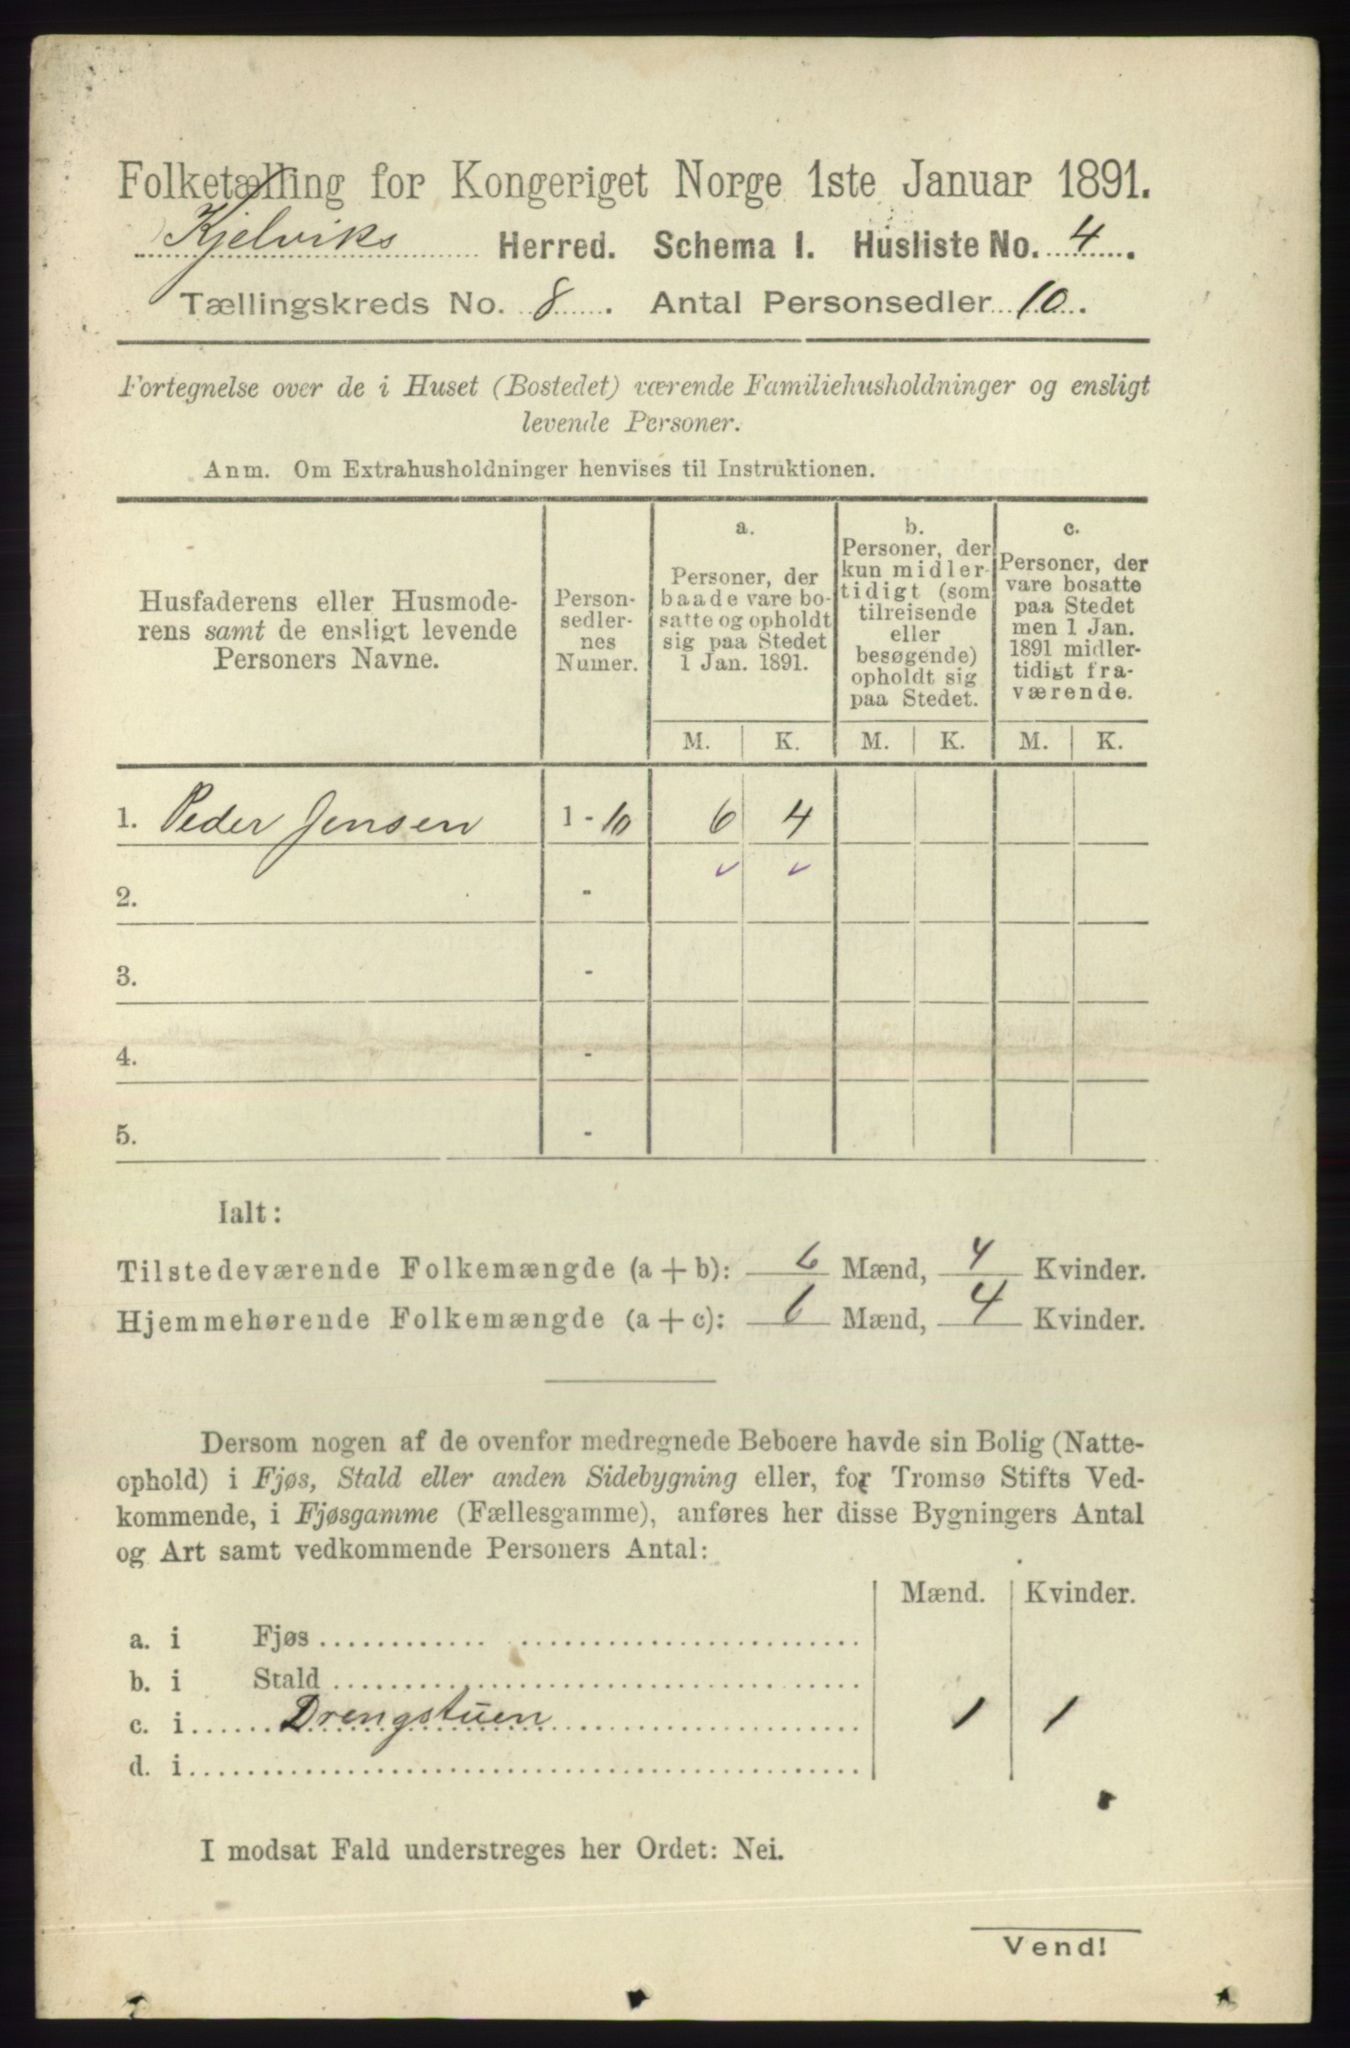 Folketælling for Kongeriget Norge 1ste Januar 1891.
Kjelviks Herred. Schema I. Husliste No. 4.
Tællingskreds No. 8. Antal Personsedler 10.
Fortegnelse over de i Huset (Bostedet) værende Familiehusholdninger og ensligt
levende Personer.
Anm. Om Extrahusholdninger henvises til Instruktionen.
Husfaderens eller Husmode-
rens samt de ensligt levende
Personers Navne.
Person-
sedler-
nes
Numer.
a.
Personer, der
baade vare bo-
satte og opholdt
sig paa Stedet
1 Jan. 1891.
b.
Personer, der
kun midler-
tidigt (som
tilreisende
eller
besøgende)
opholdt sig
paa Stedet.
c.
Personer, der
vare bosatte
paa Stedet
men 1 Jan.
1891 midler-
tidigt fra-
værende.
M. K. M. K. M. K.
1. Peder Jensen 1 - 10 6 4
2. -
3. -
4. -
5. -
Ialt:
Tilstedeværende Folkemængde (a + b): 6 Mænd, 4 Kvinder.
Hjemmehørende Folkemængde (a + c): 6 Mænd, 4 Kvinder.
Dersom nogen af de ovenfor medregnede Beboere havde sin Bolig (Natte-
ophold) i Fjøs, Stald eller anden Sidebygning eller, for Tromsø Stifts Ved-
kommende, i Fjøsgamme (Fællesgamme), anføres her disse Bygningers Antal
og Art samt vedkommende Personers Antal:
Mænd. Kvinder.
a. i Fjøs
b. i Stald
c. i Drengstuen 1 1
d. i
I modsat Fald understreges her Ordet: Nei.
Vend!